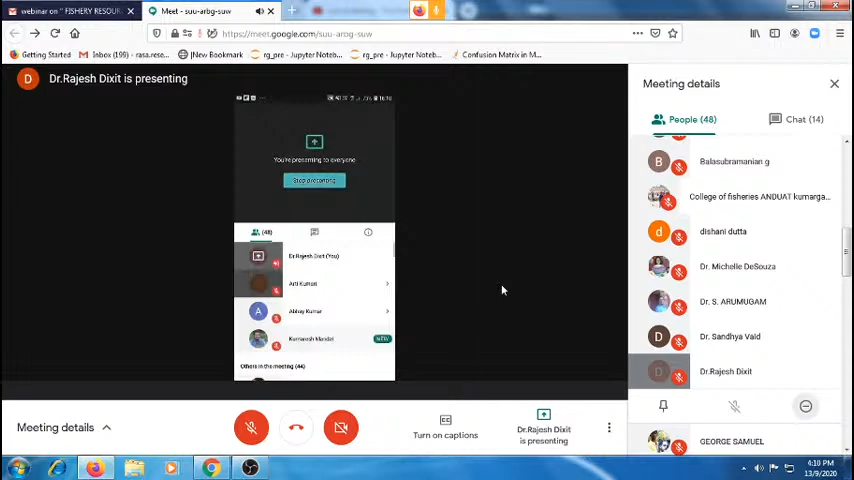 webinar on " FISHERY RESOUR
Meet - suu-arbg-suw
https://meet.google.com/suu-arbg-suw
Getting Started
Inbox (199) - rasa.rese...
New Bookmark
rg_pre - Jupyter Noteb...
rg_pre - Jupyter Noteb...
Confusion Matrix in M...
D
Dr.Rajesh Dixit is presenting
16:10
You're presenting to everyone
Stop presenting
(48)
Dr.Rajesh Dixit (You)
Arti Kumari
A
Abhay Kumar
Kumaresh Mandal
NEW
Others in the meeting (44)
Meeting details
People (48)
Chat (14)
B
Balasubramanian g
College of fisheries ANDUAT kumarga...
d
dishani dutta
Dr. Michelle DeSouza
Dr. S. ARUMUGAM
D
Dr. Sandhya Vaid
D
Dr.Rajesh Dixit
GEORGE SAMUEL
Meeting details
Turn on captions
Dr.Rajesh Dixit
is presenting
4:10 PM
13/9/2020